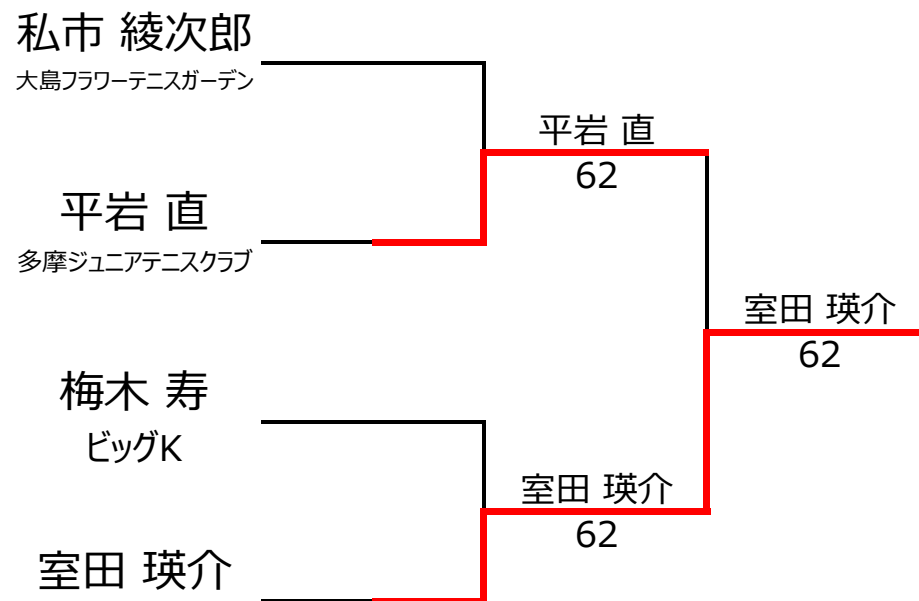 私市 綾次郎
大島フラワーテニスガーデン
平岩 直
62
平岩 直
多摩ジュニアテニスクラブ
室田 瑛介
62
梅木 寿
ビッグK
室田 瑛介
62
室田 瑛介